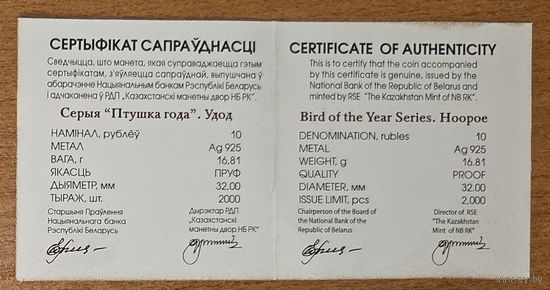 СЕРТЫФІКАТ САПРАЎДНАСЦІ
Сведчыцца, што манета, якая суправаджаецца гэтым
сертыфікатам, з'яўляецца сапраўднай, выпушчана ў
абарачэнне Нацыянальным банкам Рэспублікі Беларусь
і адчаканена ў РДП „Казахстанскі манетны двор НБ РК”.
Серыя “Птушка года”. Удод
НАМІНАЛ, рублёў 10
МЕТАЛ Ag 925
ВАГА, г 16.81
ЯКАСЦЬ ПРУФ
ДЫЯМЕТР, мм 32.00
ТЫРАЖ, шт. 2000
Старшыня Праўлення
Нацыянальнага банка
Рэспублікі Беларусь
Дырэктар РДП
„Казахстанскі
манетны двор НБ РК”
CERTIFICATE OF AUTHENTICITY
This is to certify that the coin accompanied
by this certificate is genuine, issued by the
National Bank of the Republic of Belarus and
minted by RSE "The Kazakhstan Mint of NB RK".
Bird of the Year Series. Hoopoe
DENOMINATION, rubles 10
METAL Ag 925
WEIGHT, g 16.81
QUALITY PROOF
DIAMETER, mm 32.00
ISSUE LIMIT, pcs 2,000
Chairperson of the Board of
the National Bank of the
Republic of Belarus
Director of RSE
"The Kazakhstan
Mint of NB RK"